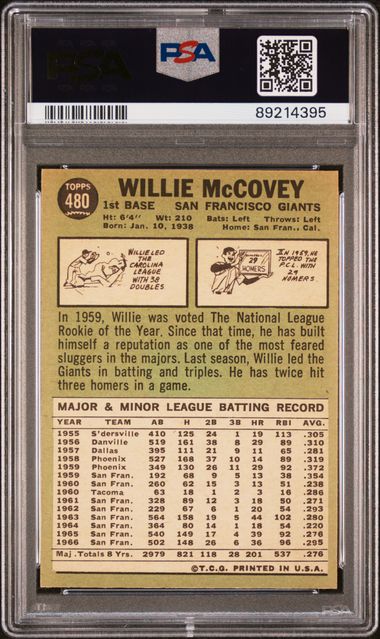 PSA
PSA
89214395
TOPPS
480
WILLIE McCOVEY
1st BASE SAN FRANCISCO GIANTS
Ht: 6'4" Wt: 210 Bats: Left Throws: Left
Born: Jan. 10, 1938 Home: San Fran., Cal.
WILLIE LED
THE
CAROLINA
LEAGUE
WITH 38
DOUBLES
29
HOMERS
IN 1959, HE
TOPPED THE
P.C.L. WITH
29
HOMERS
In 1959, Willie was voted The National League
Rookie of the Year. Since that time, he has built
himself a reputation as one of the most feared
sluggers in the majors. Last season, Willie led the
Giants in batting and triples. He has twice hit
three homers in a game.
MAJOR & MINOR LEAGUE BATTING RECORD
YEAR TEAM AB H 2B 3B HR RBI AVG.
1955 S'dersville 410 125 24 1 19 113 .305
1956 Danville 519 161 38 8 29 89 .310
1957 Dallas 395 111 21 9 11 65 .281
1958 Phoenix 527 168 37 10 14 89 .319
1959 Phoenix 349 130 26 11 29 92 .372
1959 San Fran. 192 68 9 5 13 38 .354
1960 San Fran. 260 62 15 3 13 51 .238
1960 Tacoma 63 18 1 2 3 16 .286
1961 San Fran. 328 89 12 3 18 50 .271
1962 San Fran. 229 67 6 1 20 54 .293
1963 San Fran. 564 158 19 5 44 102 .280
1964 San Fran. 364 80 14 1 18 54 .220
1965 San Fran. 540 149 17 4 39 92 .276
1966 San Fran. 502 148 26 6 36 96 .295
Maj. Totals 8 Yrs. 2979 821 118 28 201 537 .276
©T.C.G. PRINTED IN U.S.A.